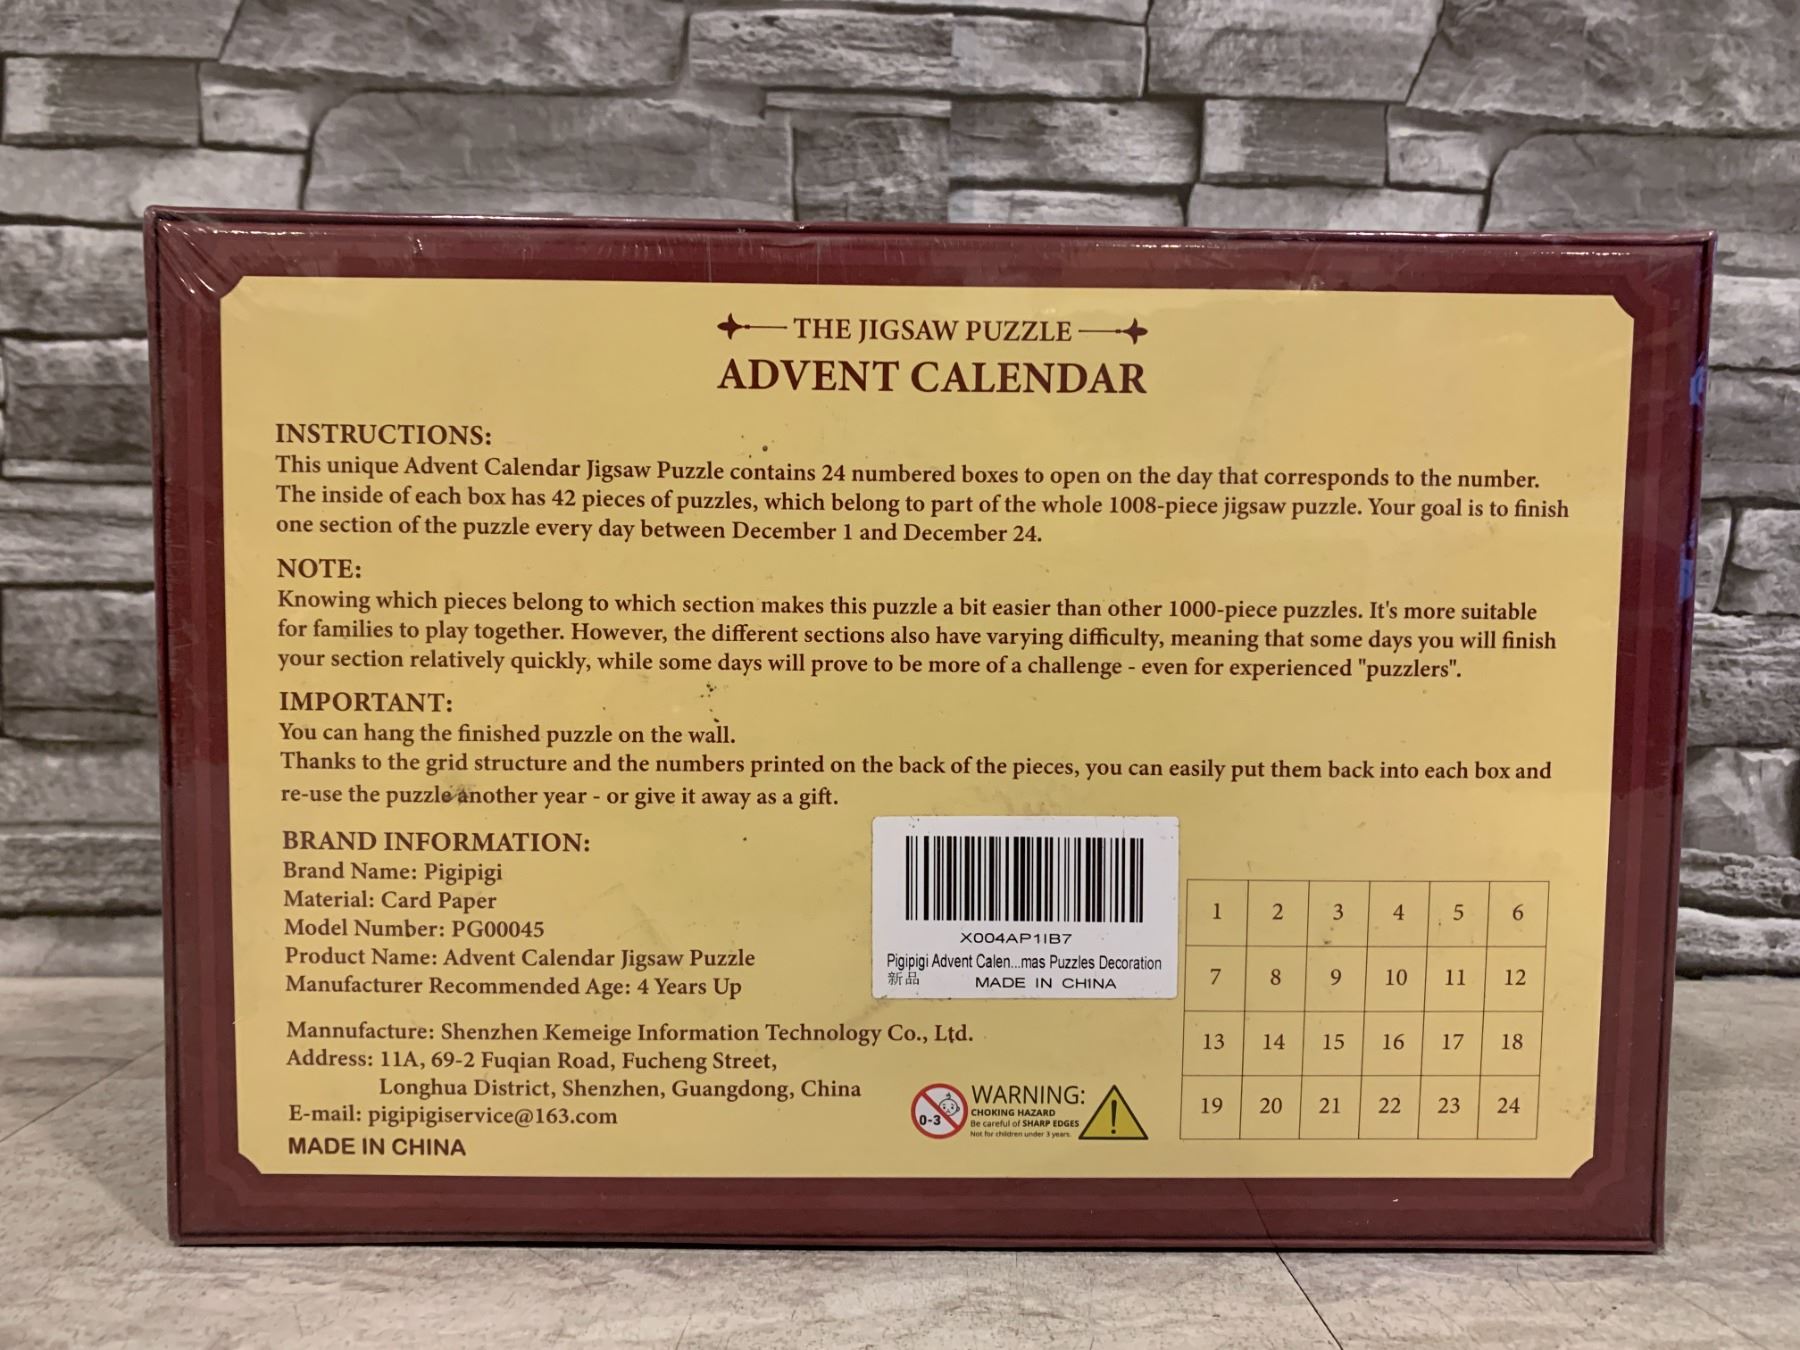 THE JIGSAW PUZZLE
ADVENT CALENDAR
INSTRUCTIONS:
This unique Advent Calendar Jigsaw Puzzle contains 24 numbered boxes to open on the day that corresponds to the number.
The inside of each box has 42 pieces of puzzles, which belong to part of the whole 1008-piece jigsaw puzzle. Your goal is to finish
one section of the puzzle every day between December 1 and December 24.
NOTE:
Knowing which pieces belong to which section makes this puzzle a bit easier than other 1000-piece puzzles. It's more suitable
for families to play together. However, the different sections also have varying difficulty, meaning that some days you will finish
your section relatively quickly, while some days will prove to be more of a challenge - even for experienced "puzzlers".
IMPORTANT:
You can hang the finished puzzle on the wall.
Thanks to the grid structure and the numbers printed on the back of the pieces, you can easily put them back into each box and
re-use the puzzle another year - or give it away as a gift.
BRAND INFORMATION:
Brand Name: Pigipigi
Material: Card Paper
Model Number: PG00045
Product Name: Advent Calendar Jigsaw Puzzle
Manufacturer Recommended Age: 4 Years Up
Mannufacture: Shenzhen Kemeige Information Technology Co., Ltd.
Address: 11A, 69-2 Fuqian Road, Fucheng Street,
Longhua District, Shenzhen, Guangdong, China
E-mail: pigipigiservice@163.com
MADE IN CHINA
X004AP1IB7
Pigipigi Advent Calen...mas Puzzles Decoration
新品 MADE IN CHINA
0-3
WARNING:
CHOKING HAZARD
Be careful of SHARP EDGES
Not for children under 3 years.
1 2 3 4 5 6
7 8 9 10 11 12
13 14 15 16 17 18
19 20 21 22 23 24